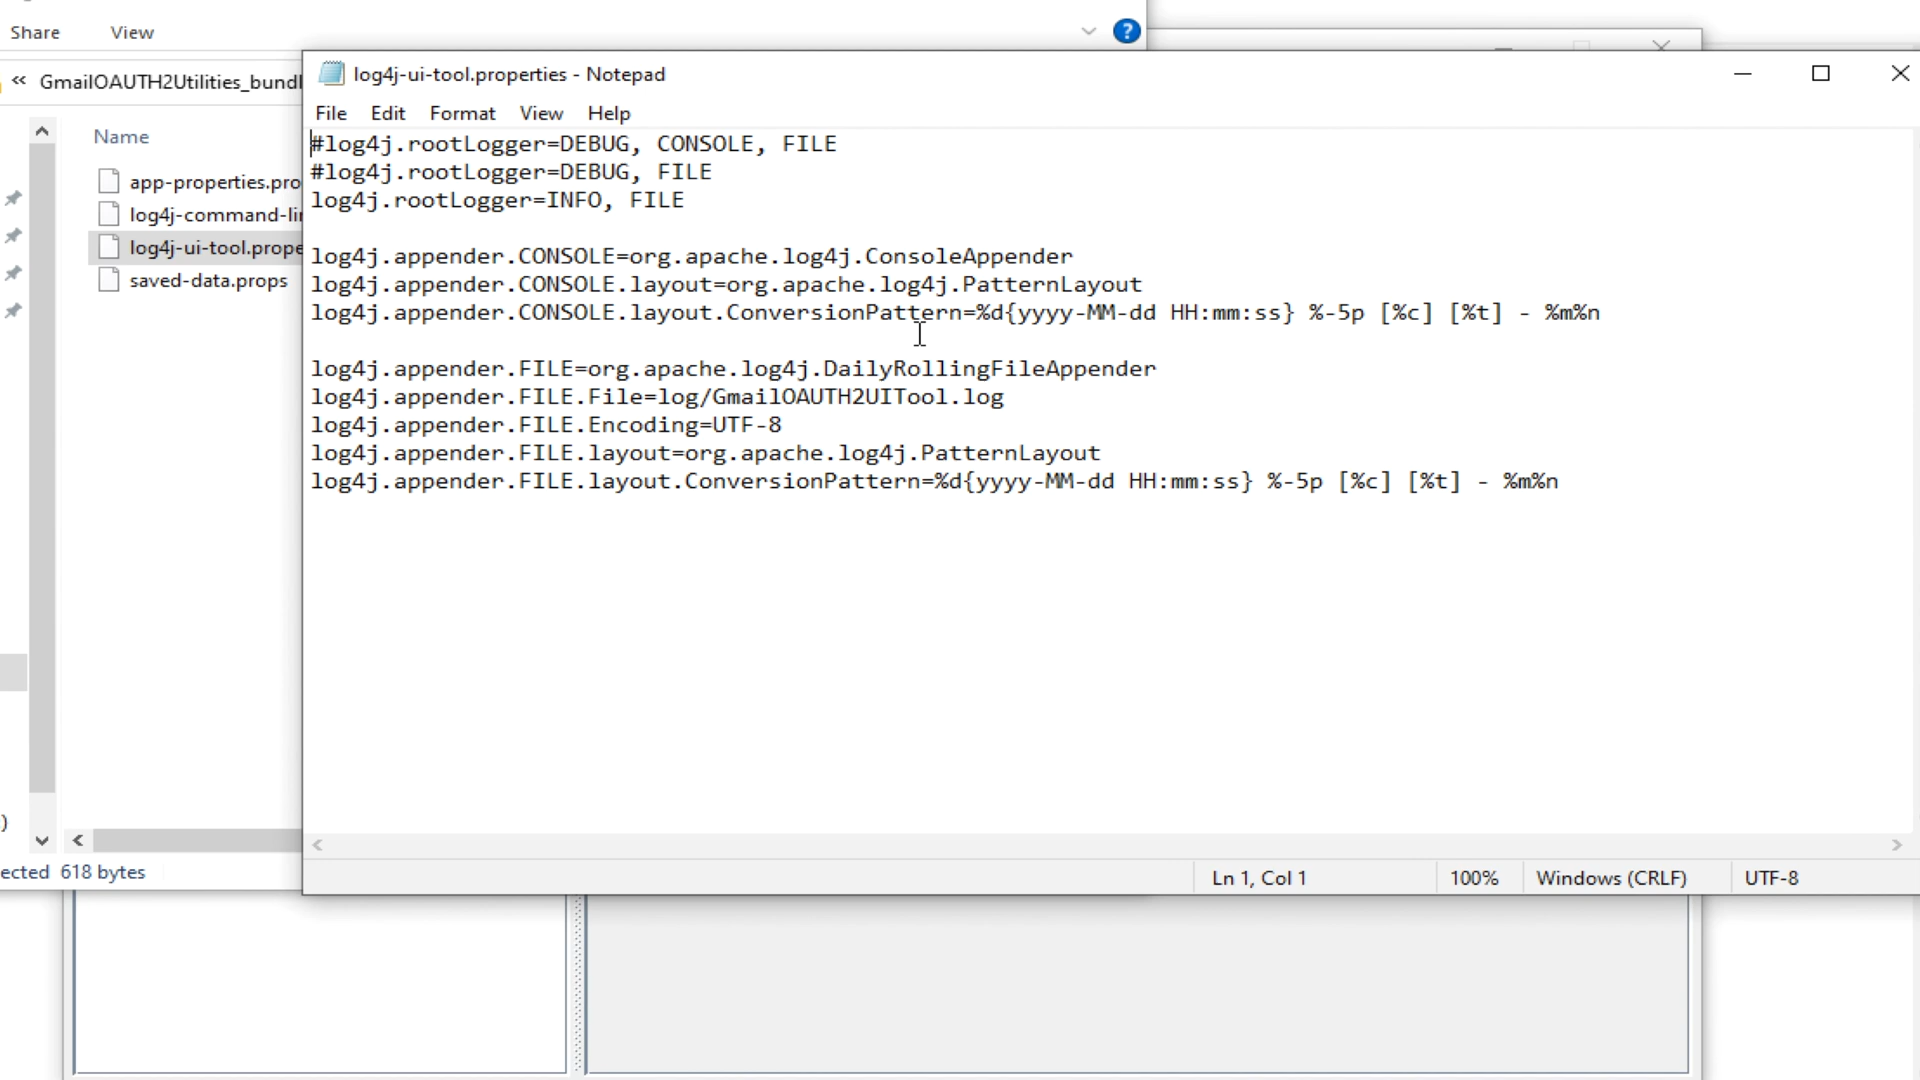 Share View
log4j-ui-tool.properties - Notepad
« GmailOAUTH2Utilities_bundl
File Edit Format View Help
Name
#log4j.rootLogger=DEBUG, CONSOLE, FILE
#log4j.rootLogger=DEBUG, FILE
log4j.rootLogger=INFO, FILE
log4j.appender.CONSOLE=org.apache.log4j.ConsoleAppender
log4j.appender.CONSOLE.layout=org.apache.log4j.PatternLayout
log4j.appender.CONSOLE.layout.ConversionPattern=%d{yyyy-MM-dd HH:mm:ss} %-5p [%c] [%t] - %m%n
log4j.appender.FILE=org.apache.log4j.DailyRollingFileAppender
log4j.appender.FILE.File=log/GmailOAUTH2UITool.log
log4j.appender.FILE.Encoding=UTF-8
log4j.appender.FILE.layout=org.apache.log4j.PatternLayout
log4j.appender.FILE.layout.ConversionPattern=%d{yyyy-MM-dd HH:mm:ss} %-5p [%c] [%t] - %m%n
app-properties.pro
log4j-command-lin
log4j-ui-tool.prope
saved-data.props
)
ected 618 bytes
Ln 1, Col 1 100% Windows (CRLF) UTF-8